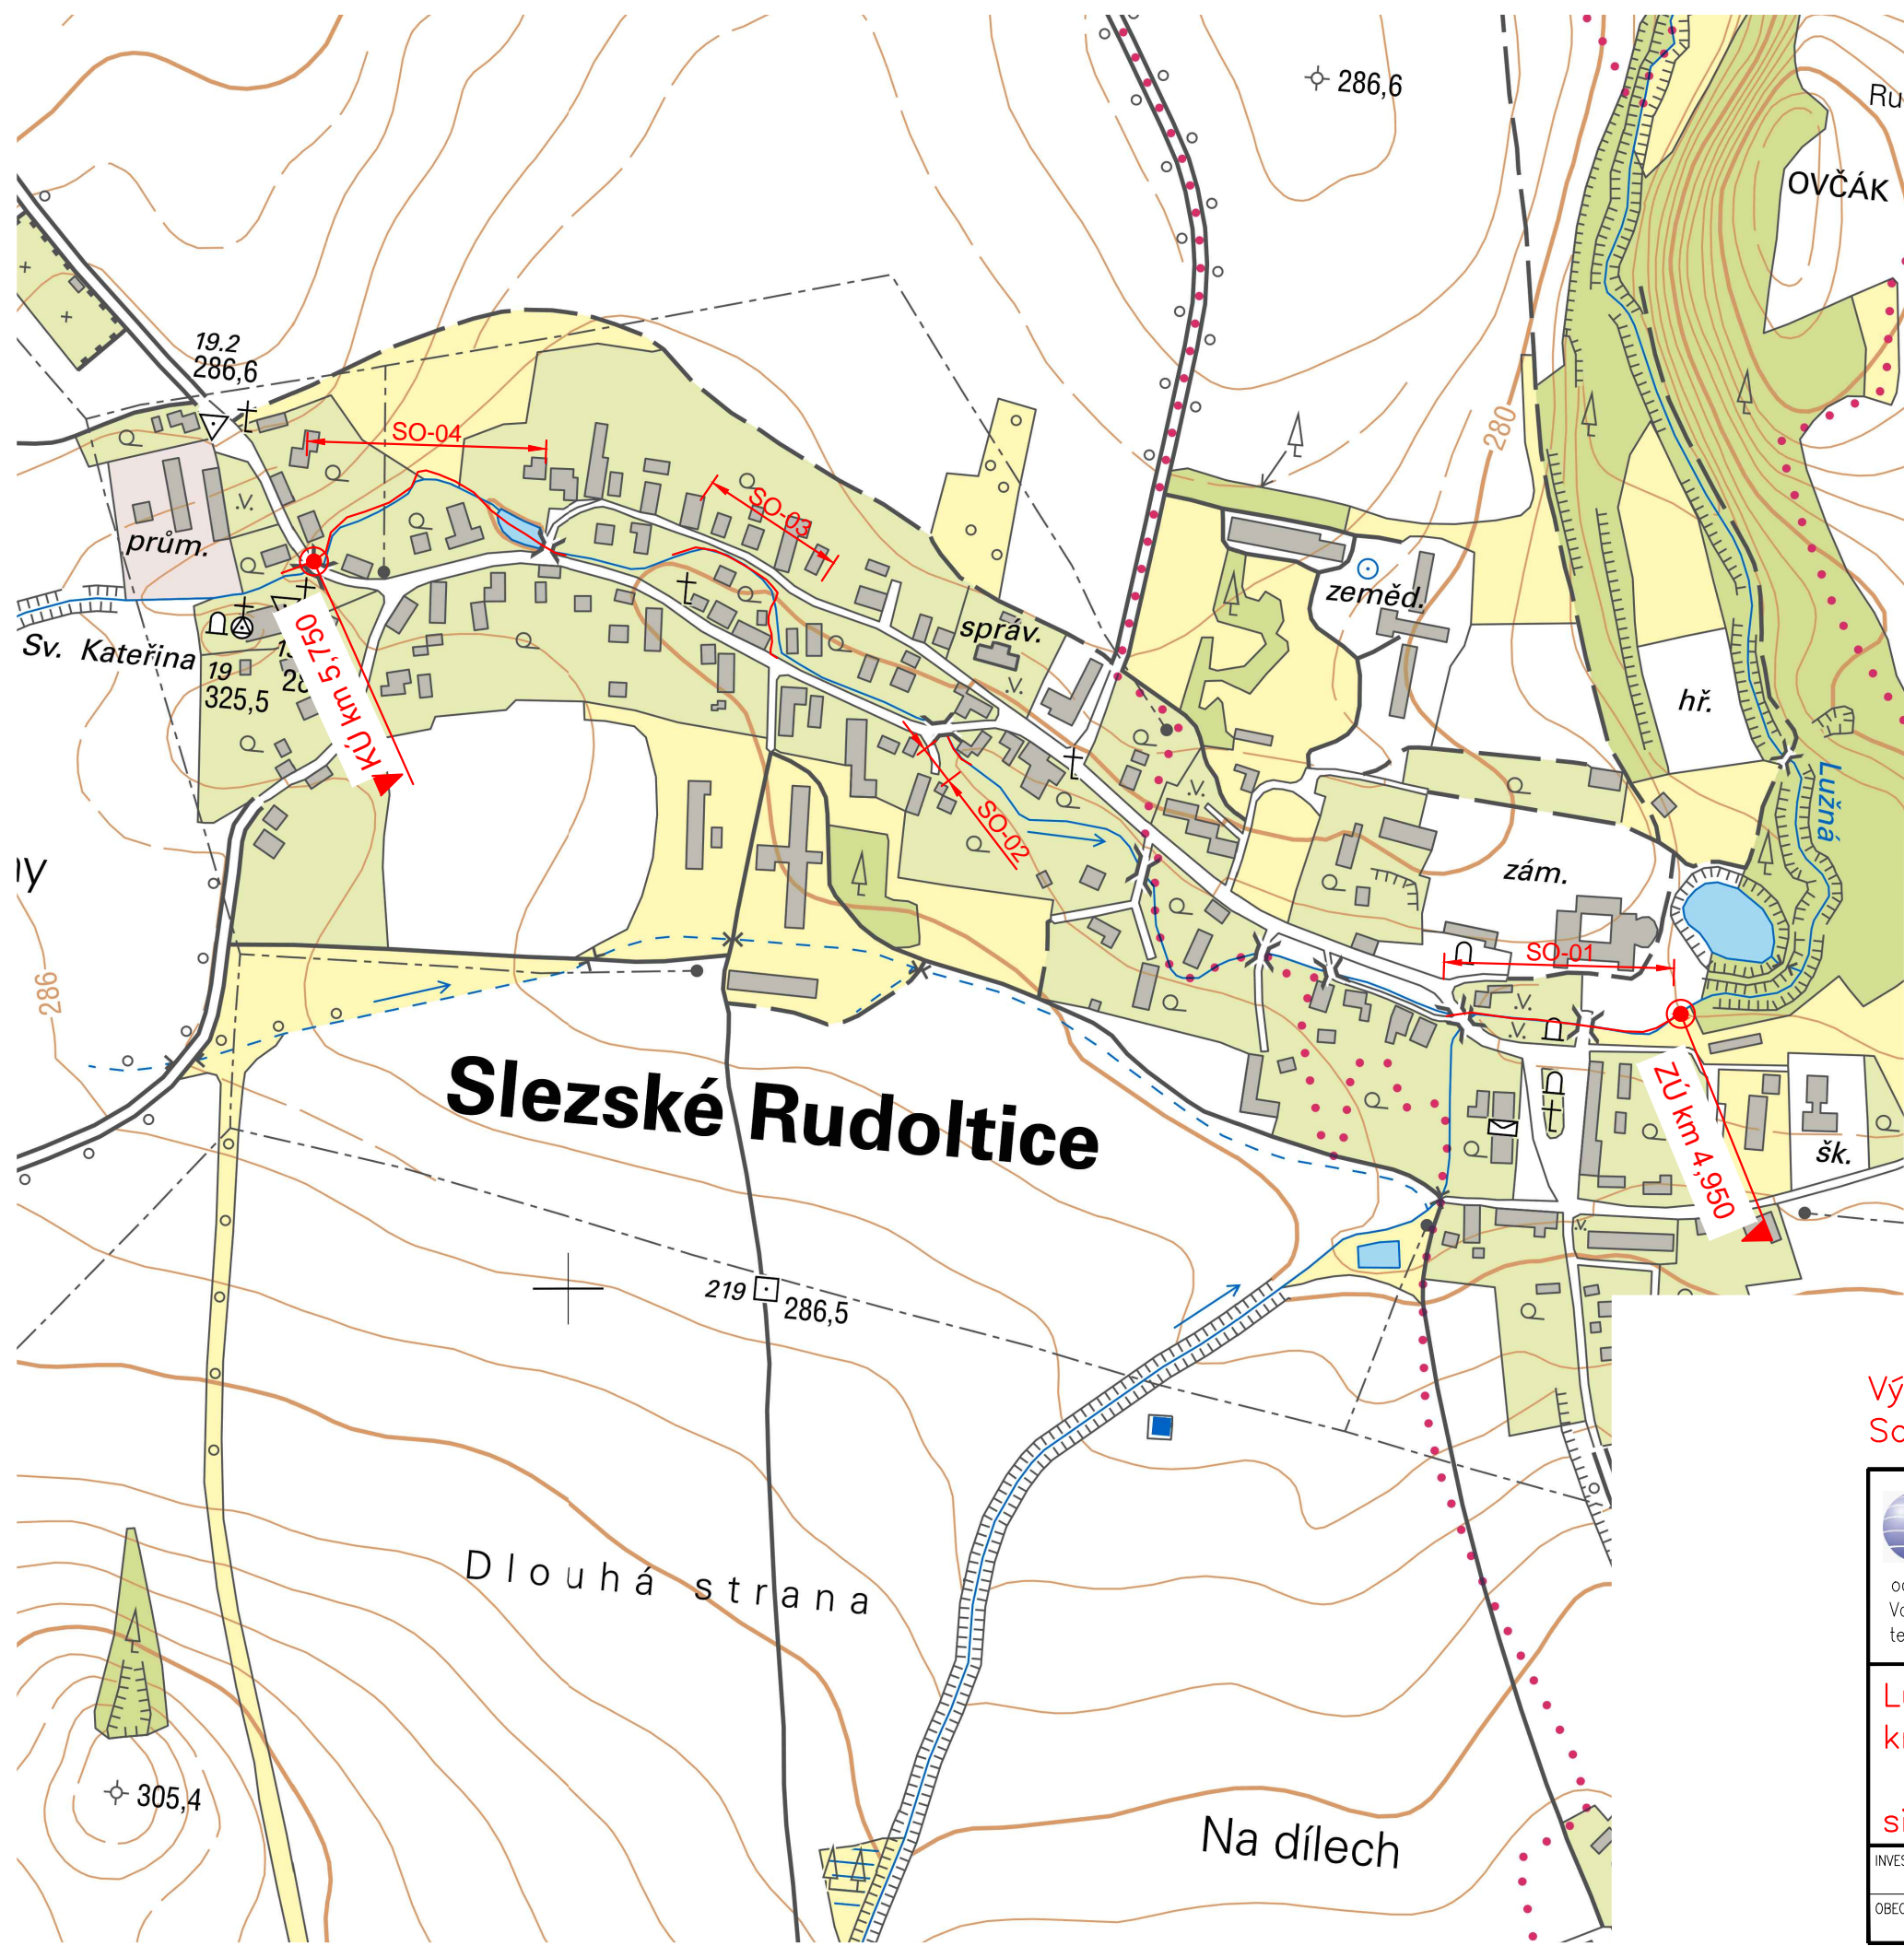 286,6
OVČÁK
19.2
286,6
280
SO-04
SO-03
prům.
zeměd.
správ.
Sv. Kateřina
19
325,5
KÚ km 5,750
hř.
Lužná
SO-02
zám.
SO-01
286
Slezské Rudoltice
ZÚ km 4,950
šk.
219
286,5
Dlouhá strana
305,4
Na dílech